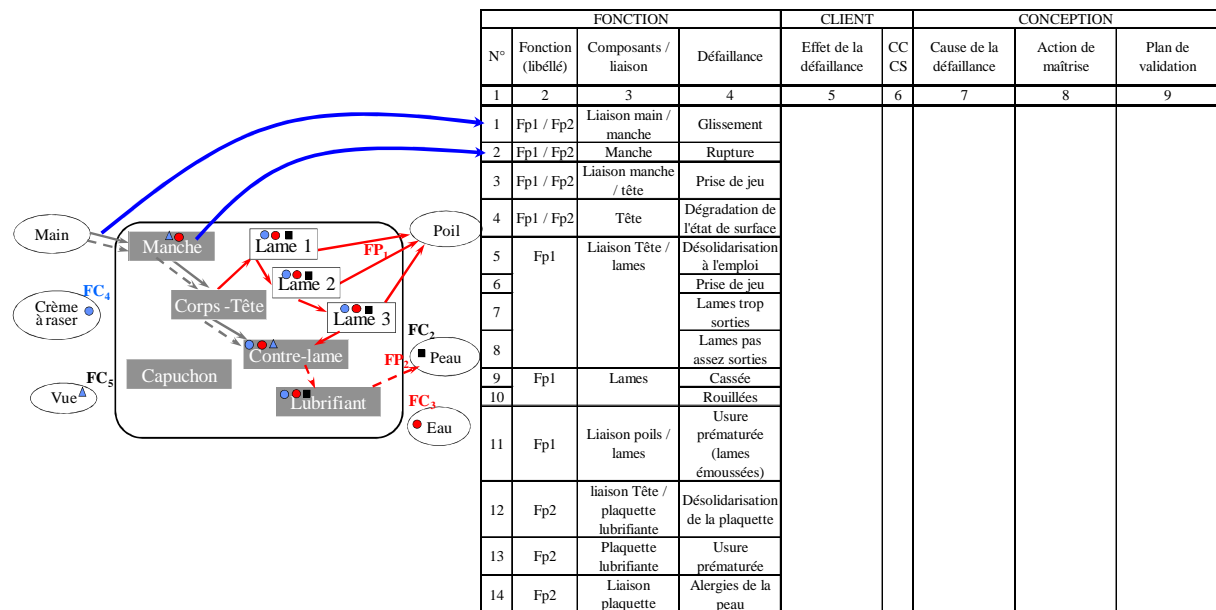 Main
Manche
Lame 1
Poil
FP1
Lame 2
FC4
Crème
à raser
Corps -Tête
Lame 3
FC2
Contre-lame
Peau
FP2
FC5
Capuchon
Vue
Lubrifiant
FC3
Eau
FONCTION CLIENT CONCEPTION
N° Fonction (libéllé) Composants / liaison Défaillance Effet de la défaillance CC CS Cause de la défaillance Action de maîtrise Plan de validation
1 2 3 4 5 6 7 8 9
1 Fp1 / Fp2 Liaison main / manche Glissement
2 Fp1 / Fp2 Manche Rupture
3 Fp1 / Fp2 Liaison manche / tête Prise de jeu
4 Fp1 / Fp2 Tête Dégradation de l'état de surface
5 Fp1 Liaison Tête / lames Désolidarisation à l'emploi
6 Prise de jeu
7 Lames trop sorties
8 Lames pas assez sorties
9 Fp1 Lames Cassée
10 Rouillées
11 Fp1 Liaison poils / lames Usure prématurée (lames émoussées)
12 Fp2 liaison Tête / plaquette lubrifiante Désolidarisation de la plaquette
13 Fp2 Plaquette lubrifiante Usure prématurée
14 Fp2 Liaison plaquette Alergies de la peau